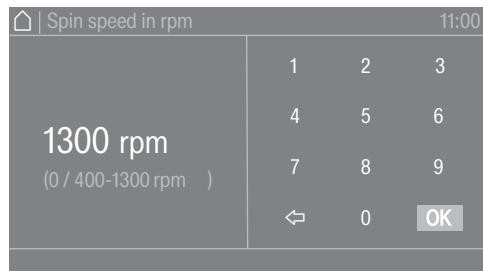 | Spin speed in rpm 11:00
1300 rpm
(0 / 400-1300 rpm )
1 2 3
4 5 6
7 8 9
0 OK